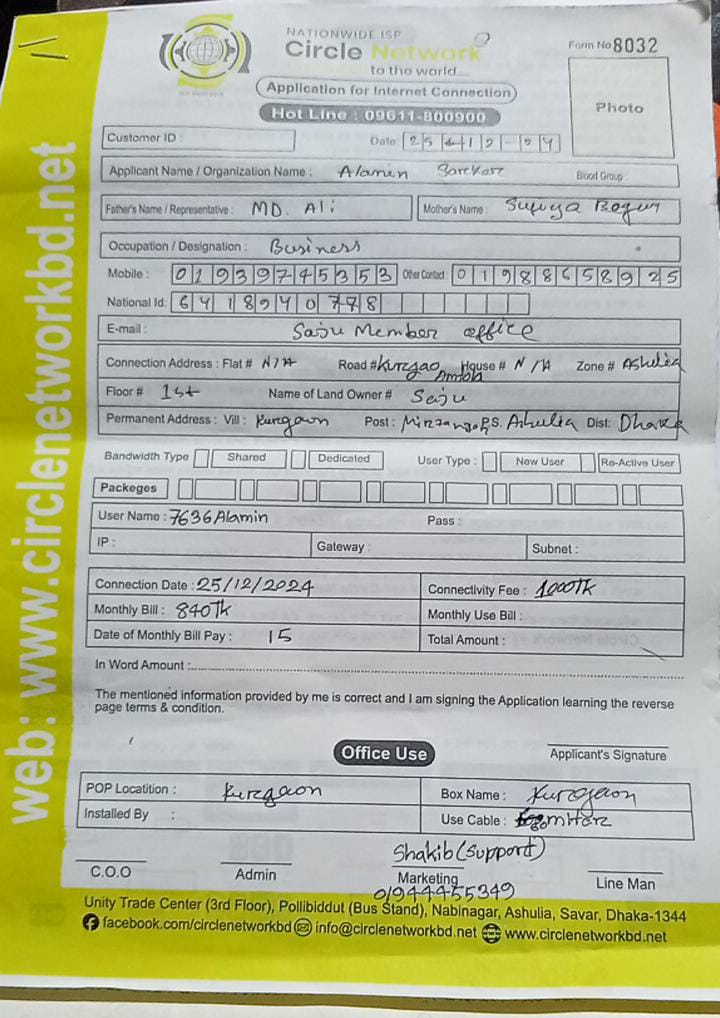 NATIONWIDE ISP
Circle Network
to the world....
Form No 8032
Application for Internet Connection
Hot Line : 09611-800900
Photo
Customer ID :
Date: 25-12-24
Applicant Name / Organization Name : Alamin Sarker Blood Group :
Father's Name / Representative : MD. Ali Mother's Name : Sufiya Begum
Occupation / Designation : Business
Mobile : 01939745353 Other Contact : 01988658925
National Id: 6418940778
E-mail : Saju Member office
Connection Address : Flat # N/A Road # Kurgao Amtola House # N/A Zone # Ashulia
Floor # 1st Name of Land Owner # Saju
Permanent Address : Vill : Kurgaon Post : P.S. Ashulia Dist: Dhaka
Bandwidth Type Shared Dedicated User Type : New User Re-Active User
Packeges
User Name : 7636Alamin Pass :
IP : Gateway : Subnet :
Connection Date : 25/12/2024 Connectivity Fee : 1000Tk
Monthly Bill : 840Tk Monthly Use Bill :
Date of Monthly Bill Pay : 15 Total Amount :
In Word Amount :
The mentioned information provided by me is correct and I am signing the Application learning the reverse
page terms & condition.
Office Use
Applicant's Signature
POP Locatition : Kurgaon Box Name : Kurgaon
Installed By : Use Cable :
Shakib (Support)
C.O.O Admin Marketing Line Man
01944455349
Unity Trade Center (3rd Floor), Pollibiddut (Bus Stand), Nabinagar, Ashulia, Savar, Dhaka-1344
facebook.com/circlenetworkbd info@circlenetworkbd.net www.circlenetworkbd.net
web: www.circlenetworkbd.net